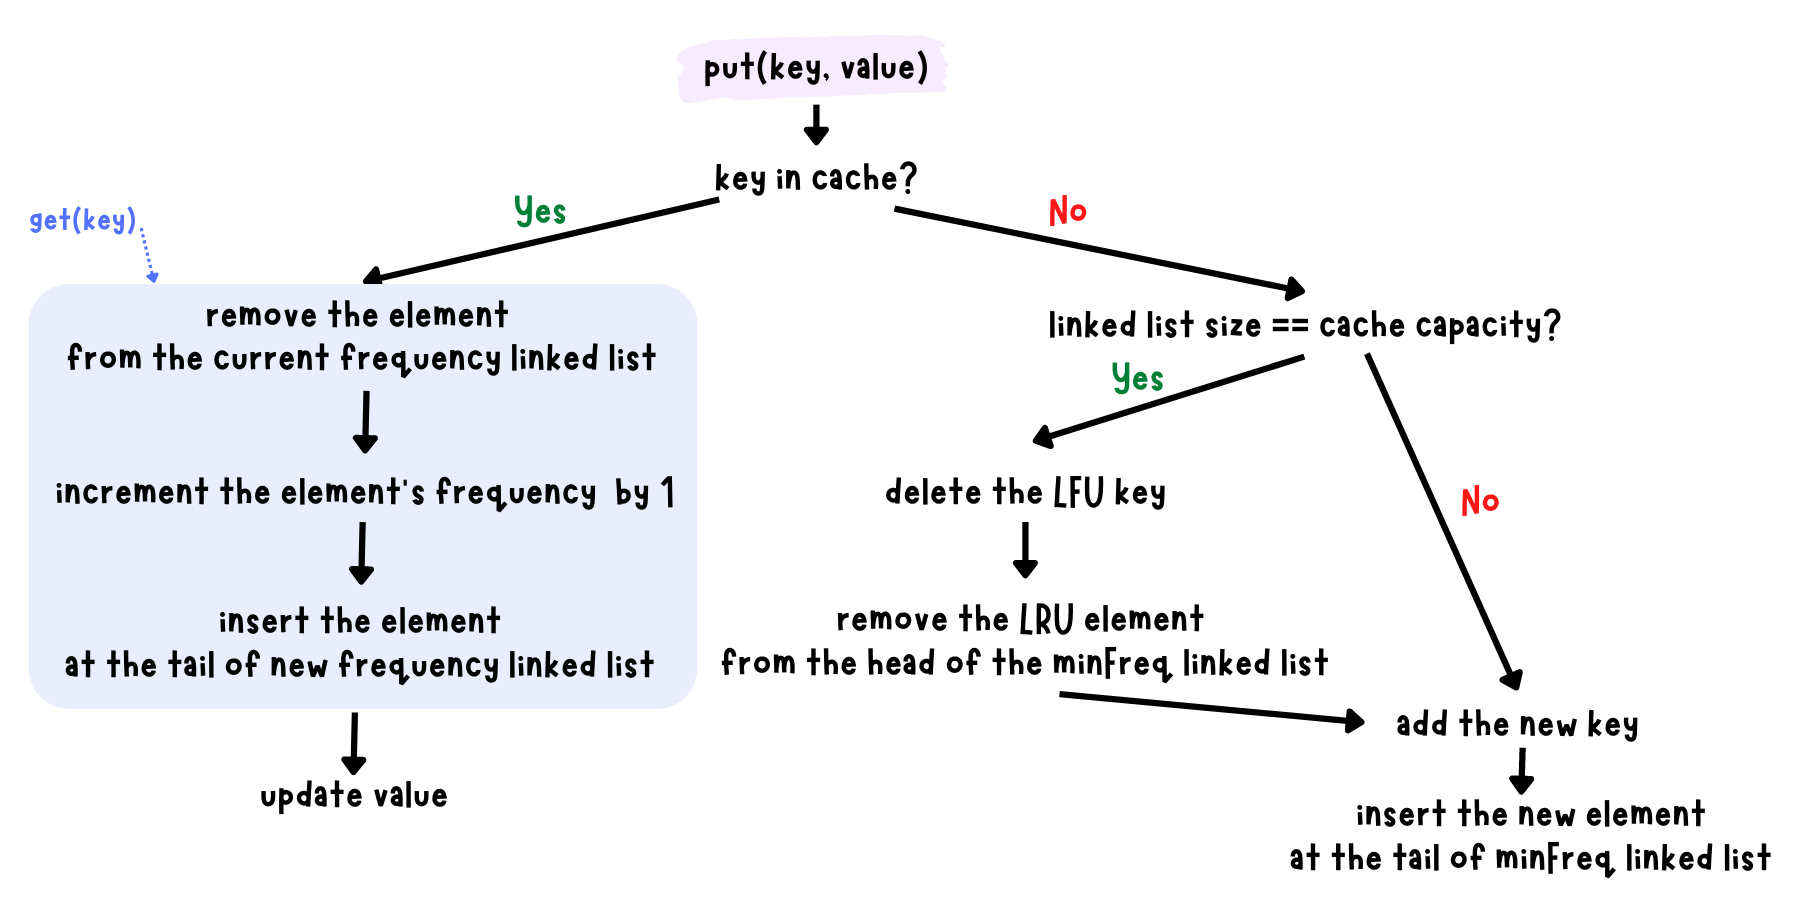 put(key, value)
key in cache?
Yes
No
get(key)
remove the element
from the current frequency linked list
increment the element's frequency by 1
insert the element
at the tail of new frequency linked list
update value
linked list size == cache capacity?
Yes
No
delete the LFU key
remove the LRU element
from the head of the minFreq linked list
add the new key
insert the new element
at the tail of minFreq linked list